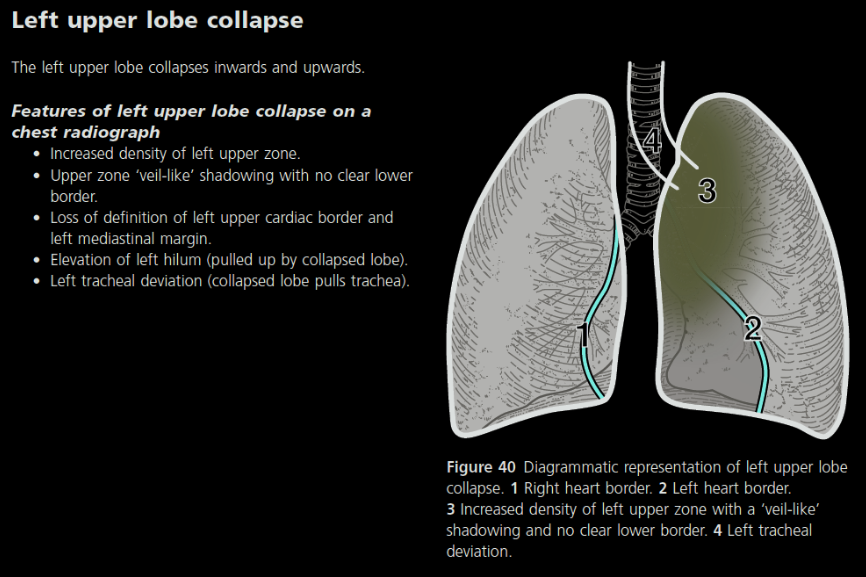 Left upper lobe collapse
The left upper lobe collapses inwards and upwards.
Features of left upper lobe collapse on a
chest radiograph
• Increased density of left upper zone.
• Upper zone ‘veil-like’ shadowing with no clear lower
border.
• Loss of definition of left upper cardiac border and
left mediastinal margin.
• Elevation of left hilum (pulled up by collapsed lobe).
• Left tracheal deviation (collapsed lobe pulls trachea).
4
3
1
2
Figure 40 Diagrammatic representation of left upper lobe
collapse. 1 Right heart border. 2 Left heart border.
3 Increased density of left upper zone with a ‘veil-like’
shadowing and no clear lower border. 4 Left tracheal
deviation.